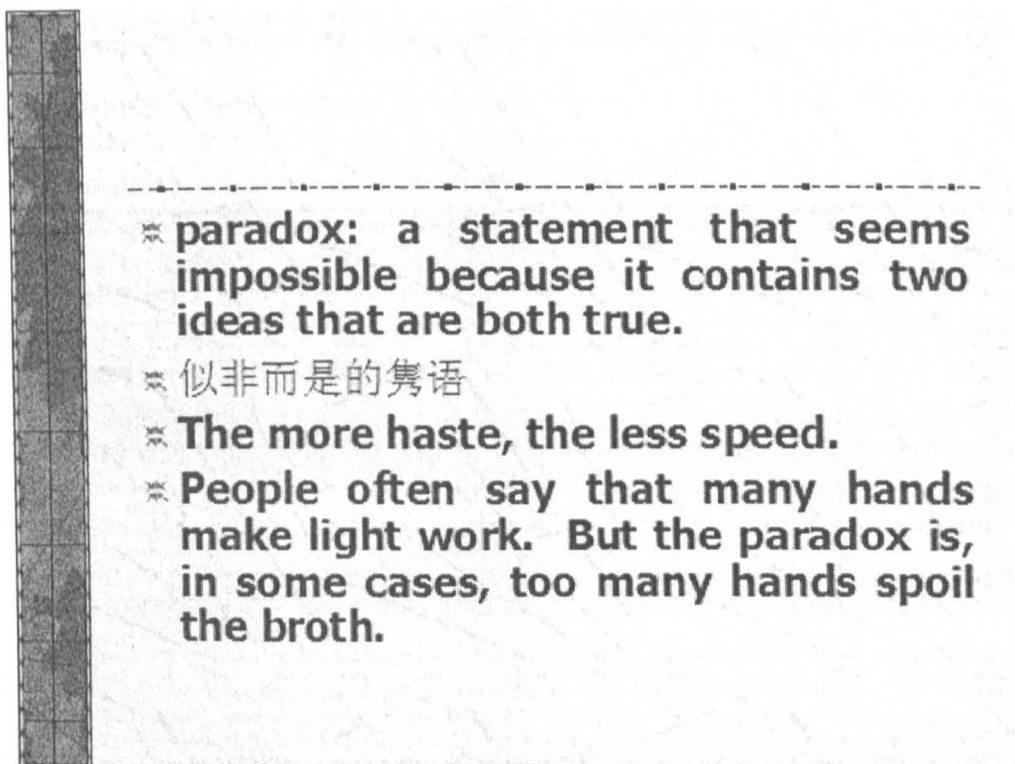 paradox: a statement that seems
impossible because it contains two
ideas that are both true.
似非而是的隽语
The more haste, the less speed.
People often say that many hands
make light work. But the paradox is,
in some cases, too many hands spoil
the broth.